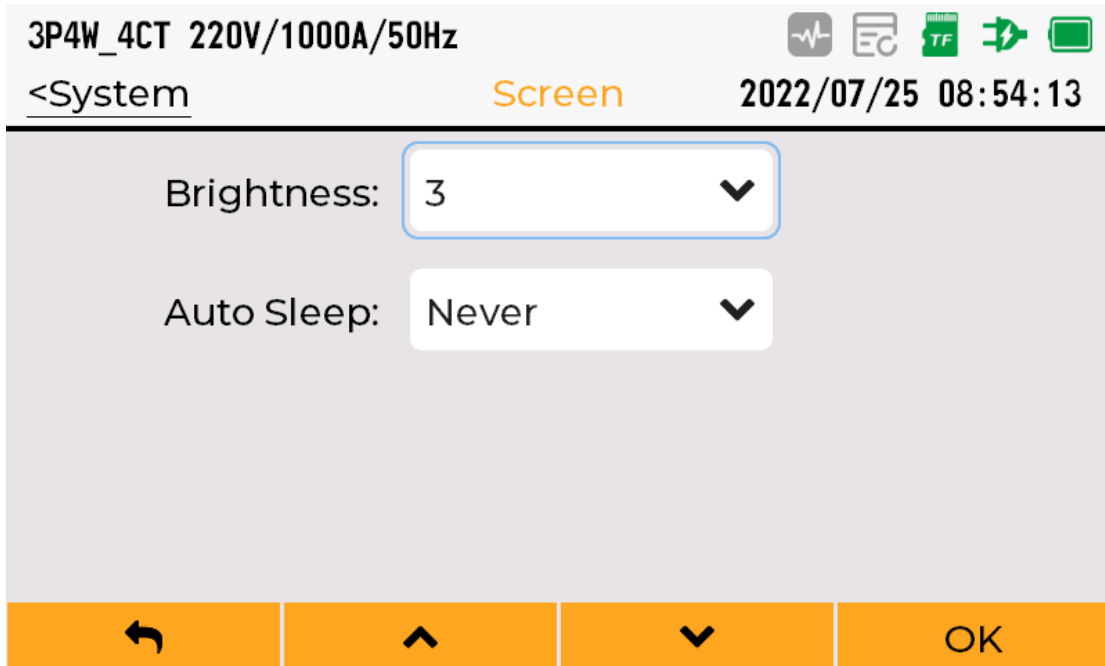 3P4W_4CT 220V/1000A/50Hz
TF
<System Screen 2022/07/25 08:54:13
Brightness: 3
Auto Sleep: Never
OK